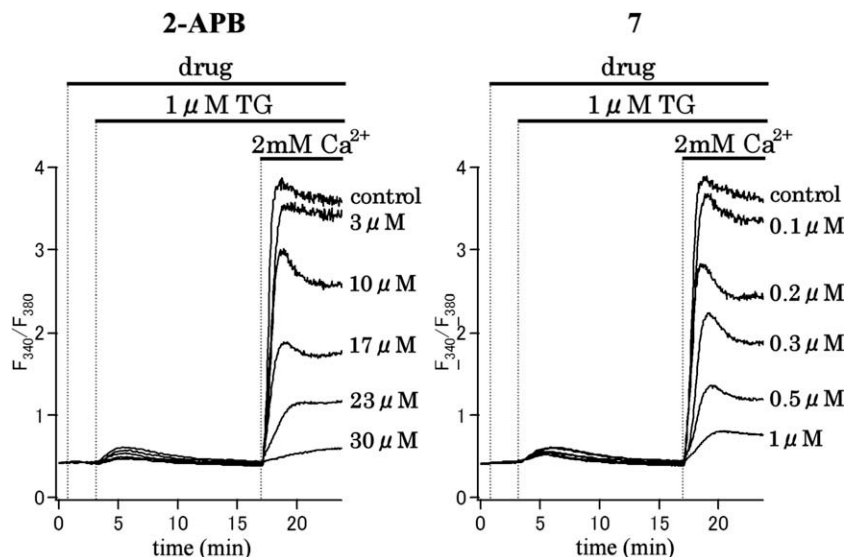 2-APB
drug
1 μM TG
2mM Ca²⁺
4
3
2
1
0
F₃₄₀/F₃₈₀
control
3 μM
10 μM
17 μM
23 μM
30 μM
0
5
10
15
20
time (min)
7
drug
1 μM TG
2mM Ca²⁺
4
3
2
1
0
F₃₄₀/F₃₈₀
control
0.1 μM
0.2 μM
0.3 μM
0.5 μM
1 μM
0
5
10
15
20
time (min)